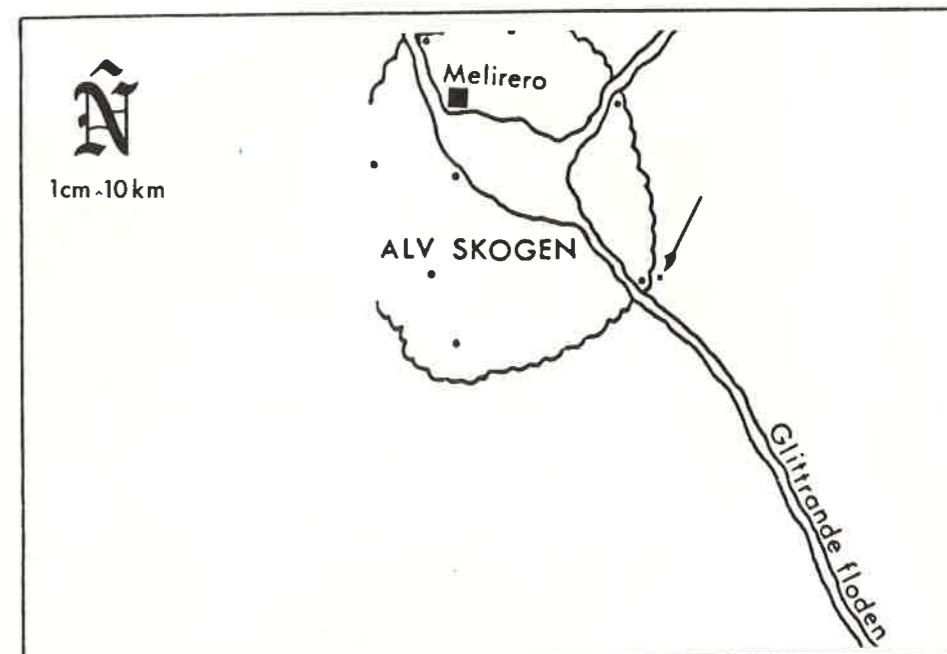 N
Melirero
1cm ^ 10 km
ALV SKOGEN
Glittrande floden